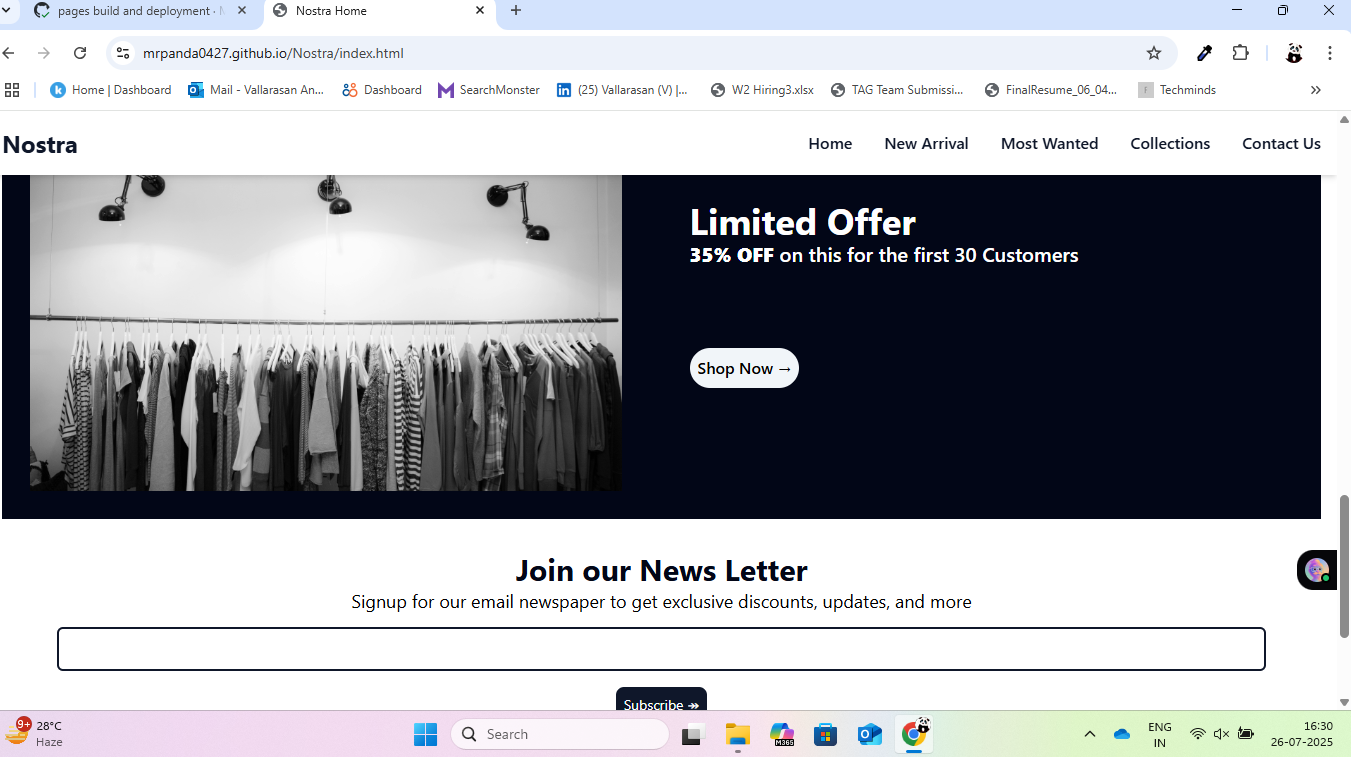 pages build and deployment ·
Nostra Home
mrpanda0427.github.io/Nostra/index.html
Home | Dashboard
Mail - Vallarasan An...
Dashboard
SearchMonster
(25) Vallarasan (V) |...
W2 Hiring3.xlsx
TAG Team Submissi...
FinalResume_06_04...
F
Techminds
»
Nostra
Home
New Arrival
Most Wanted
Collections
Contact Us
Limited Offer
35% OFF on this for the first 30 Customers
Shop Now →
Join our News Letter
Signup for our email newspaper to get exclusive discounts, updates, and more
Subscribe ↠
9+
28°C
Haze
Search
M365
ENG
IN
16:30
26-07-2025